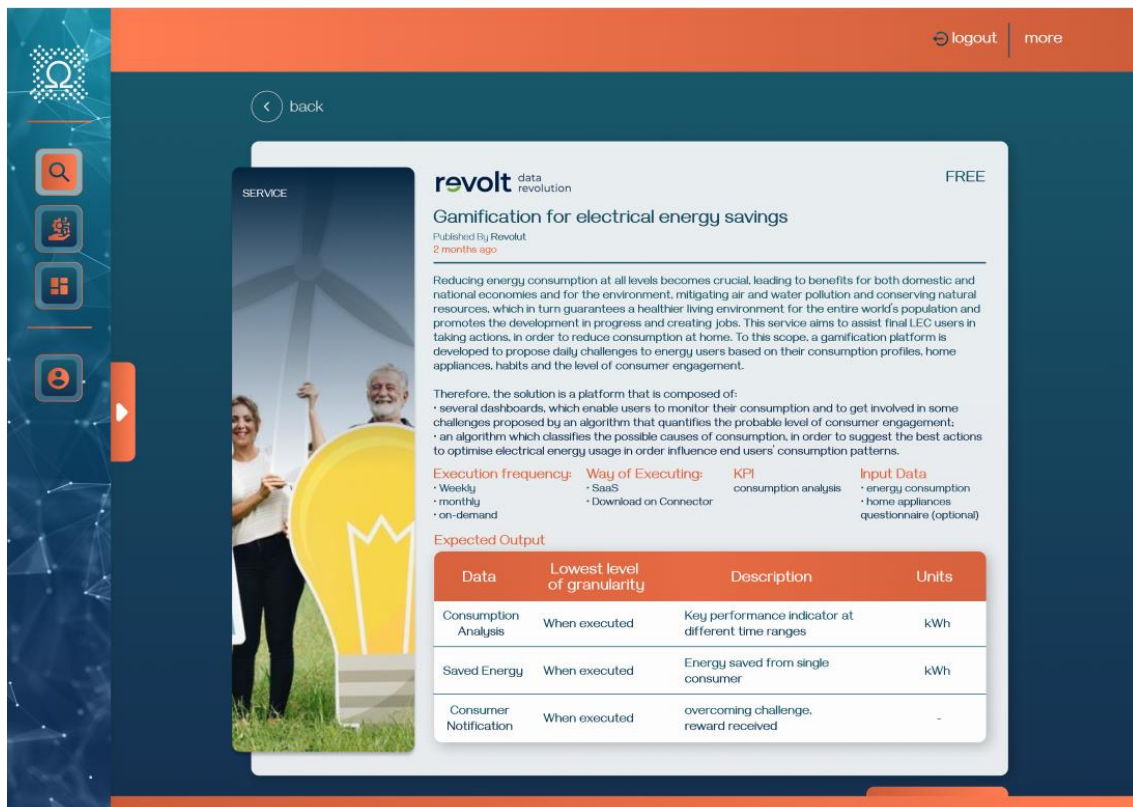 logout
more
Ω
back
SERVICE
revolt data
revolution
FREE
Gamification for electrical energy savings
Published By Revolut
2 months ago
Reducing energy consumption at all levels becomes crucial, leading to benefits for both domestic and
national economies and for the environment, mitigating air and water pollution and conserving natural
resources, which in turn guarantees a healthier living environment for the entire world's population and
promotes the development in progress and creating jobs. This service aims to assist final LEC users in
taking actions, in order to reduce consumption at home. To this scope, a gamification platform is
developed to propose daily challenges to energy users based on their consumption profiles, home
appliances, habits and the level of consumer engagement.
Therefore, the solution is a platform that is composed of:
• several dashboards, which enable users to monitor their consumption and to get involved in some
challenges proposed by an algorithm that quantifies the probable level of consumer engagement;
• an algorithm which classifies the possible causes of consumption, in order to suggest the best actions
to optimise electrical energy usage in order influence end users' consumption patterns.
Execution frequency:
• Weekly
• monthly
• on-demand
Way of Executing:
• SaaS
• Download on Connector
KPI
consumption analysis
Input Data
• energy consumption
• home appliances
questionnaire (optional)
Expected Output
Data
Lowest level
of granularity
Description
Units
Consumption
Analysis
When executed
Key performance indicator at
different time ranges
kWh
Saved Energy
When executed
Energy saved from single
consumer
kWh
Consumer
Notification
When executed
overcoming challenge,
reward received
-